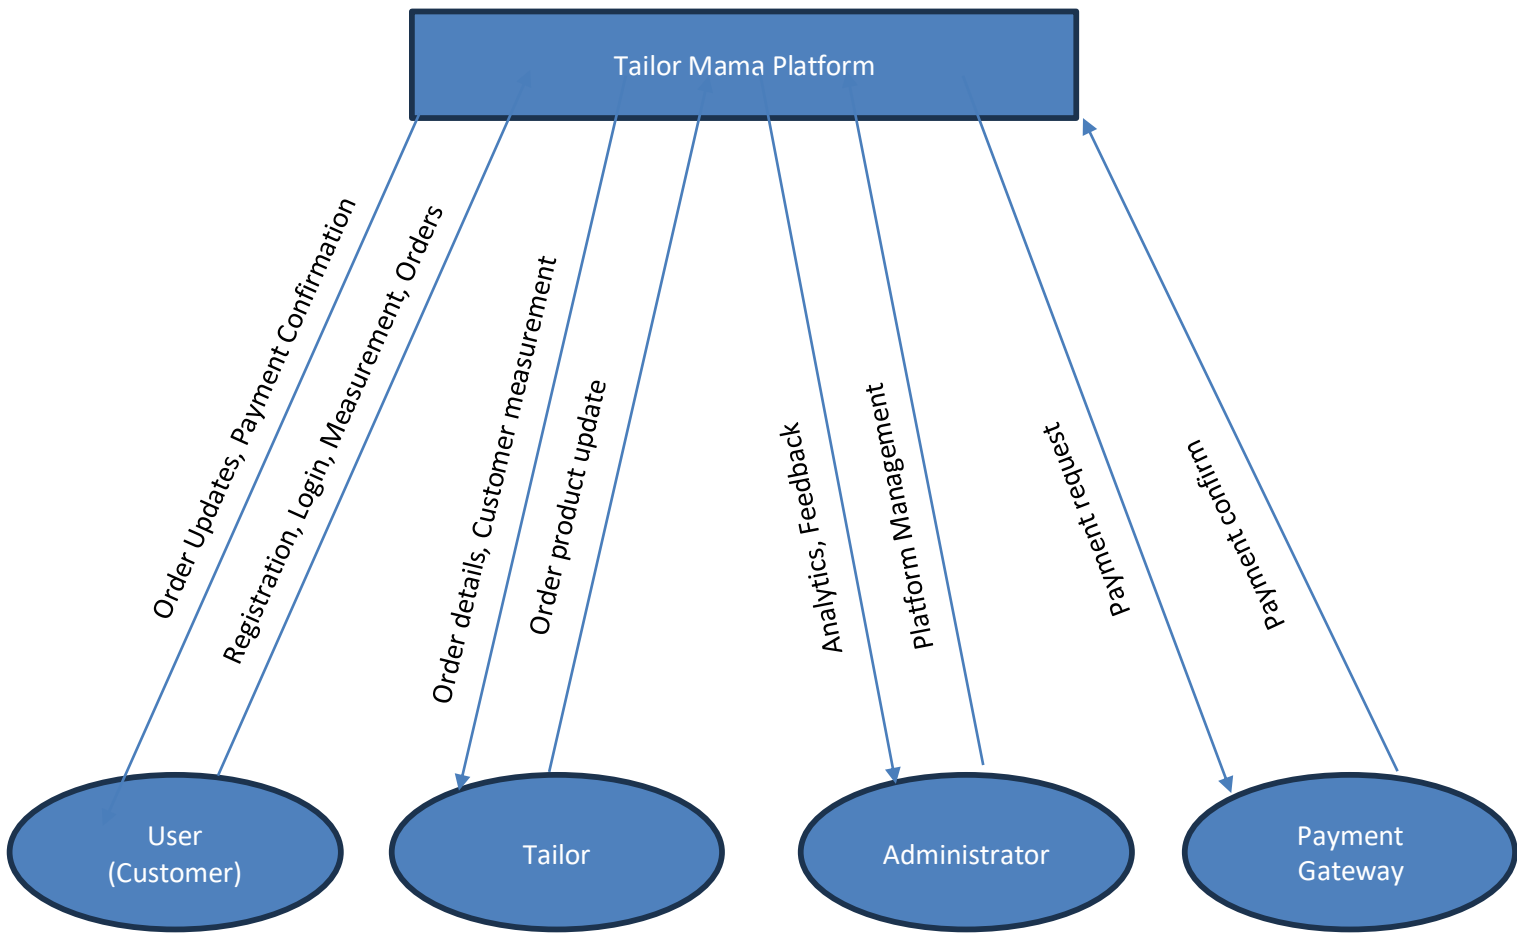 Tailor Mama Platform
Order Updates, Payment Confirmation
Registration, Login, Measurement, Orders
Order details, Customer measurement
Order product update
Analytics, Feedback
Platform Management
Payment request
Payment confirm
User
(Customer)
Tailor
Administrator
Payment
Gateway